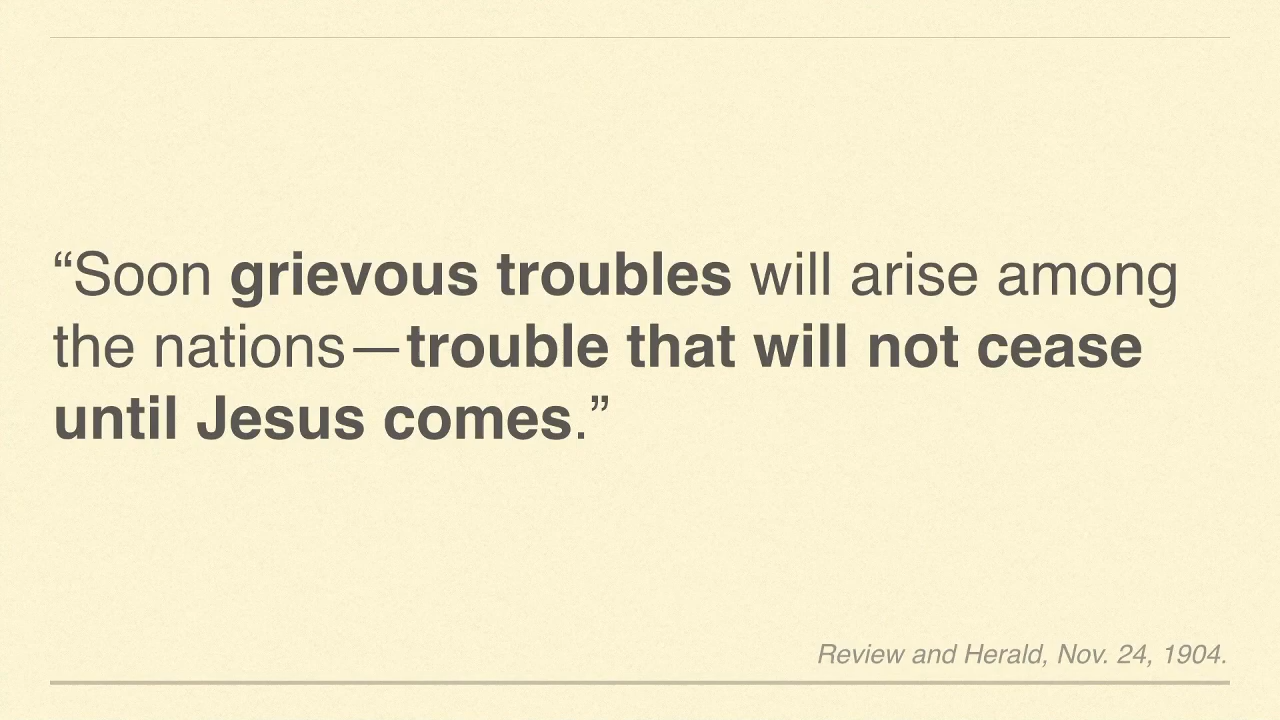 “Soon grievous troubles will arise among
the nations—trouble that will not cease
until Jesus comes.”
Review and Herald, Nov. 24, 1904.